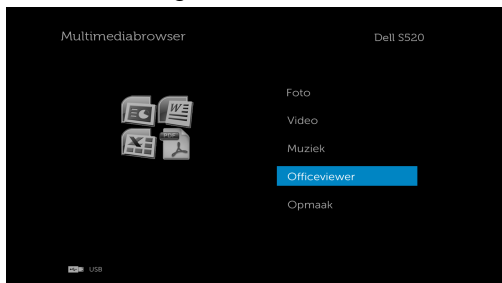 Multimediabrowser
Dell S520
Foto
Video
Muziek
Officeviewer
Opmaak
USB